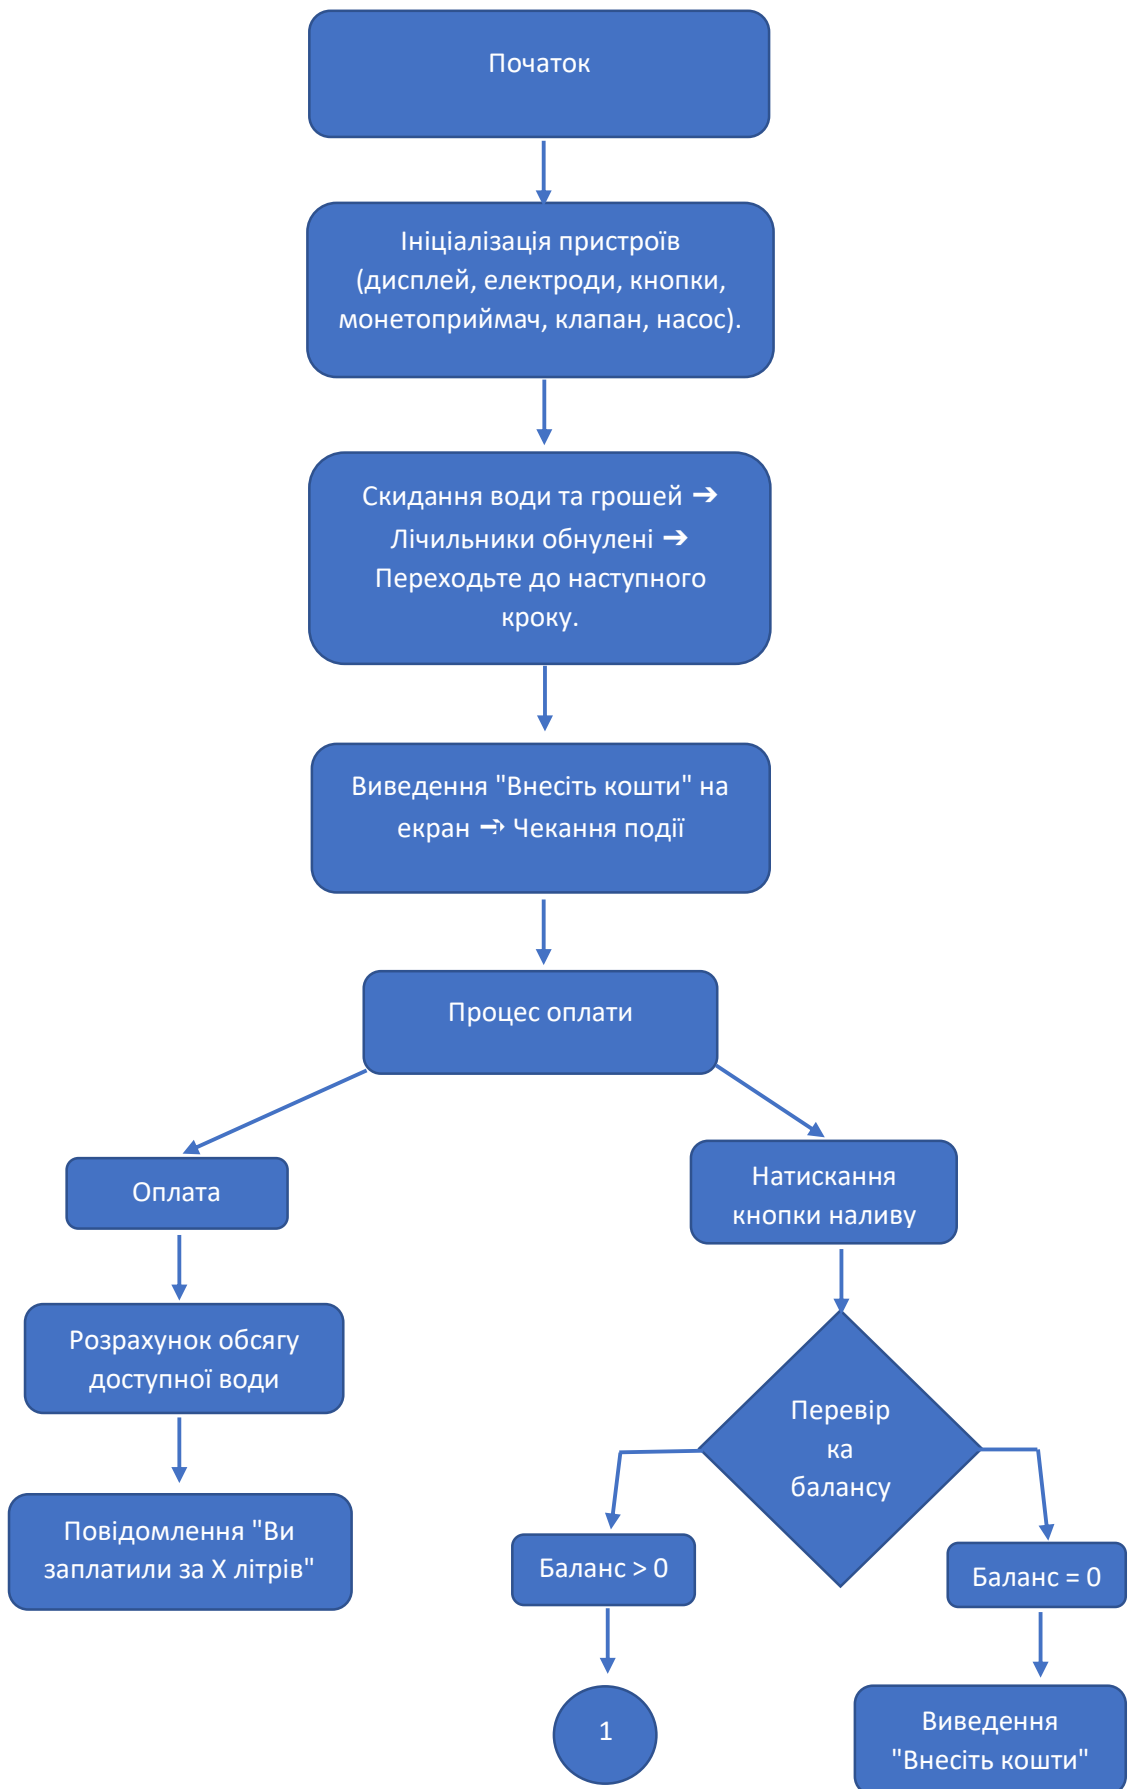 Початок
Ініціалізація пристроїв
(дисплей, електроди, кнопки,
монетоприймач, клапан, насос).
Скидання води та грошей ➔
Лічильники обнулені ➔
Переходьте до наступного
кроку.
Виведення "Внесіть кошти" на
екран ➔ Чекання події
Процес оплати
Оплата
Розрахунок обсягу
доступної води
Повідомлення "Ви
заплатили за X літрів"
Натискання
кнопки наливу
Перевір
ка
балансу
Баланс > 0
Баланс = 0
1
Виведення
"Внесіть кошти"